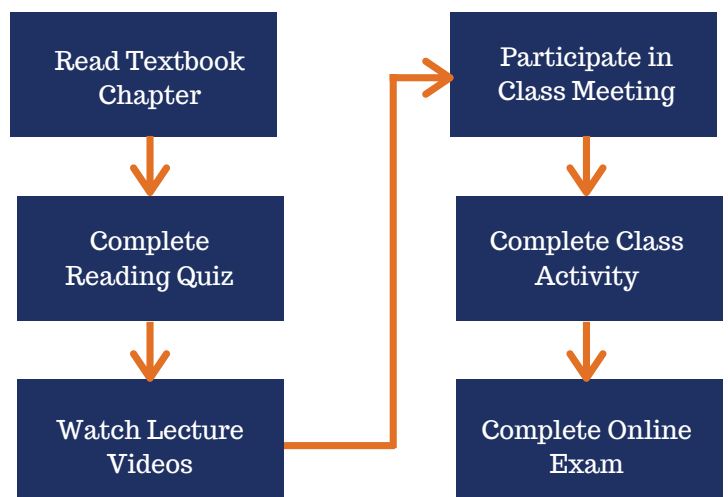 Read Textbook
Chapter
Complete
Reading Quiz
Watch Lecture
Videos
Participate in
Class Meeting
Complete Class
Activity
Complete Online
Exam